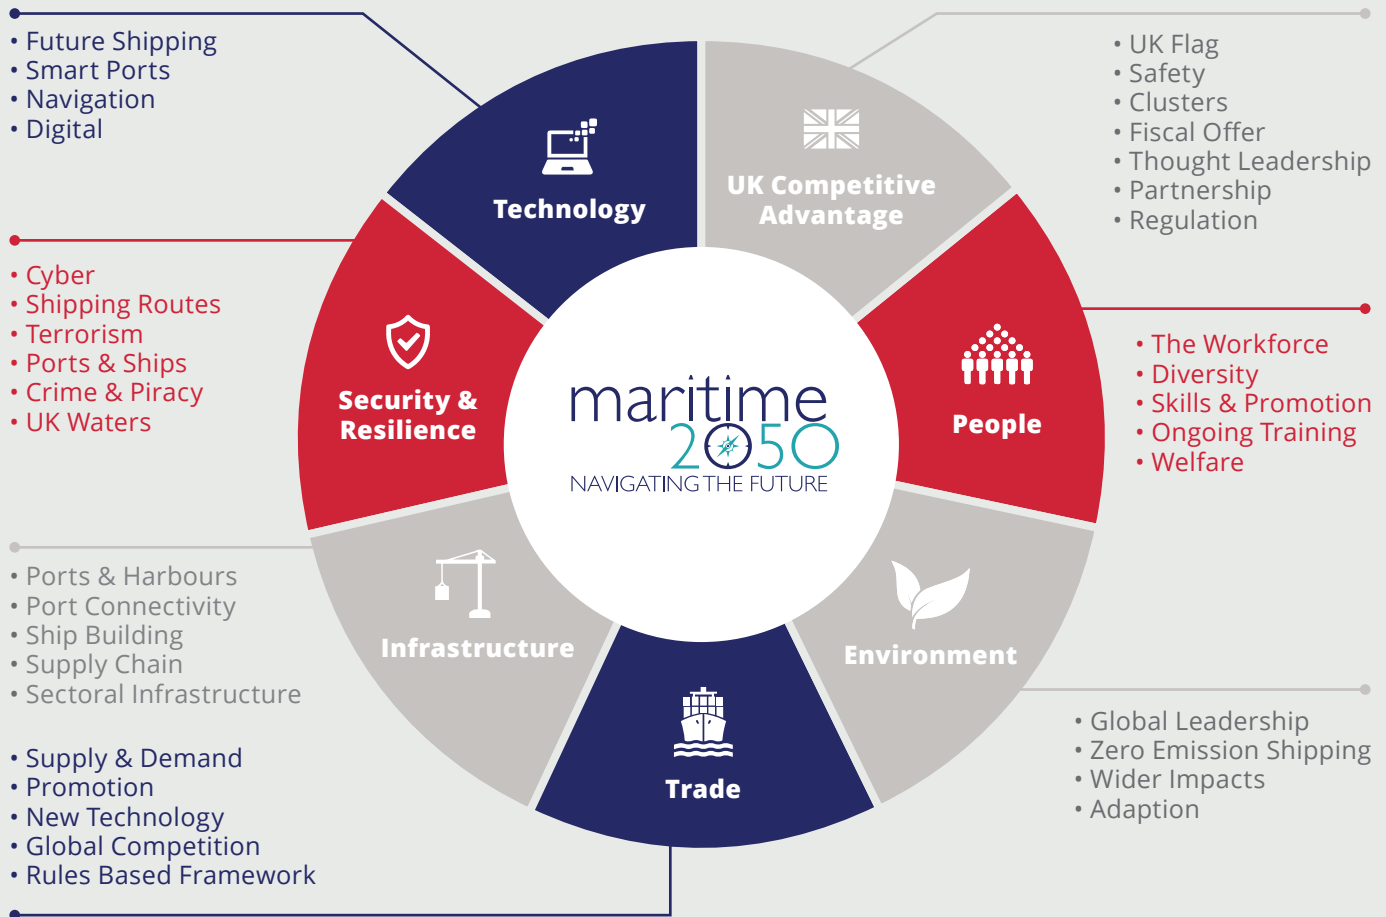 • Future Shipping
• Smart Ports
• Navigation
• Digital
Technology
UK Competitive
Advantage
• UK Flag
• Safety
• Clusters
• Fiscal Offer
• Thought Leadership
• Partnership
• Regulation
• Cyber
• Shipping Routes
• Terrorism
• Ports & Ships
• Crime & Piracy
• UK Waters
Security &
Resilience
maritime
2050
NAVIGATING THE FUTURE
People
• The Workforce
• Diversity
• Skills & Promotion
• Ongoing Training
• Welfare
• Ports & Harbours
• Port Connectivity
• Ship Building
• Supply Chain
• Sectoral Infrastructure
Infrastructure
Environment
• Global Leadership
• Zero Emission Shipping
• Wider Impacts
• Adaption
• Supply & Demand
• Promotion
• New Technology
• Global Competition
• Rules Based Framework
Trade